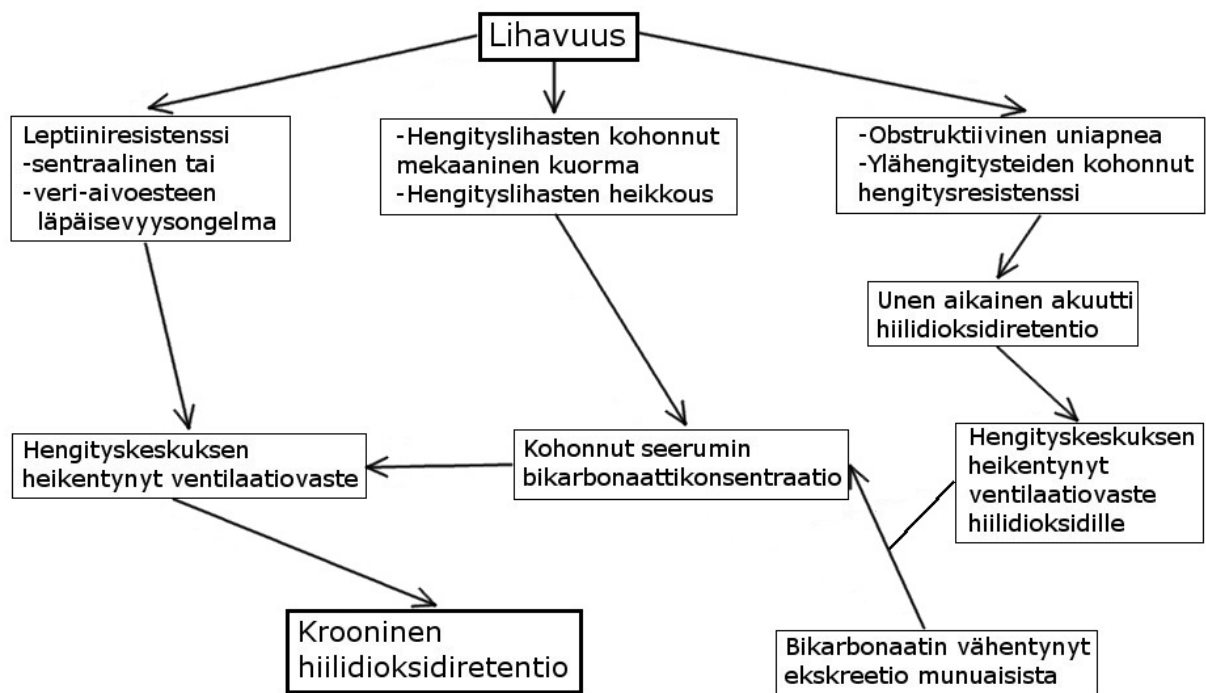 Lihavuus
Leptiiniresistenssi
-sentraalinen tai
-veri-aivoesteen
läpäisevyysongelma
-Hengityslihasten kohonnut
mekaaninen kuorma
-Hengityslihasten heikkous
-Obstruktiivinen uniapnea
-Ylähengitysteiden kohonnut
hengitysresistenssi
Unen aikainen akuutti
hiilidioksidiretentio
Hengityskeskuksen
heikentynyt ventilaatiovaste
Kohonnut seerumin
bikarbonaattikonsentraatio
Hengityskeskuksen
heikentynyt
ventilaatiovaste
hiilidioksidille
Krooninen
hiilidioksidiretentio
Bikarbonaatin vähentynyt
ekskreetio munuaisista